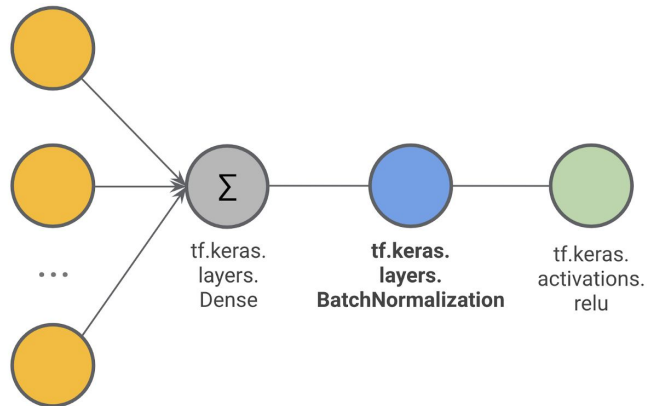 Σ
...
tf.keras.
layers.
Dense
tf.keras.
layers.
BatchNormalization
tf.keras.
activations.
relu